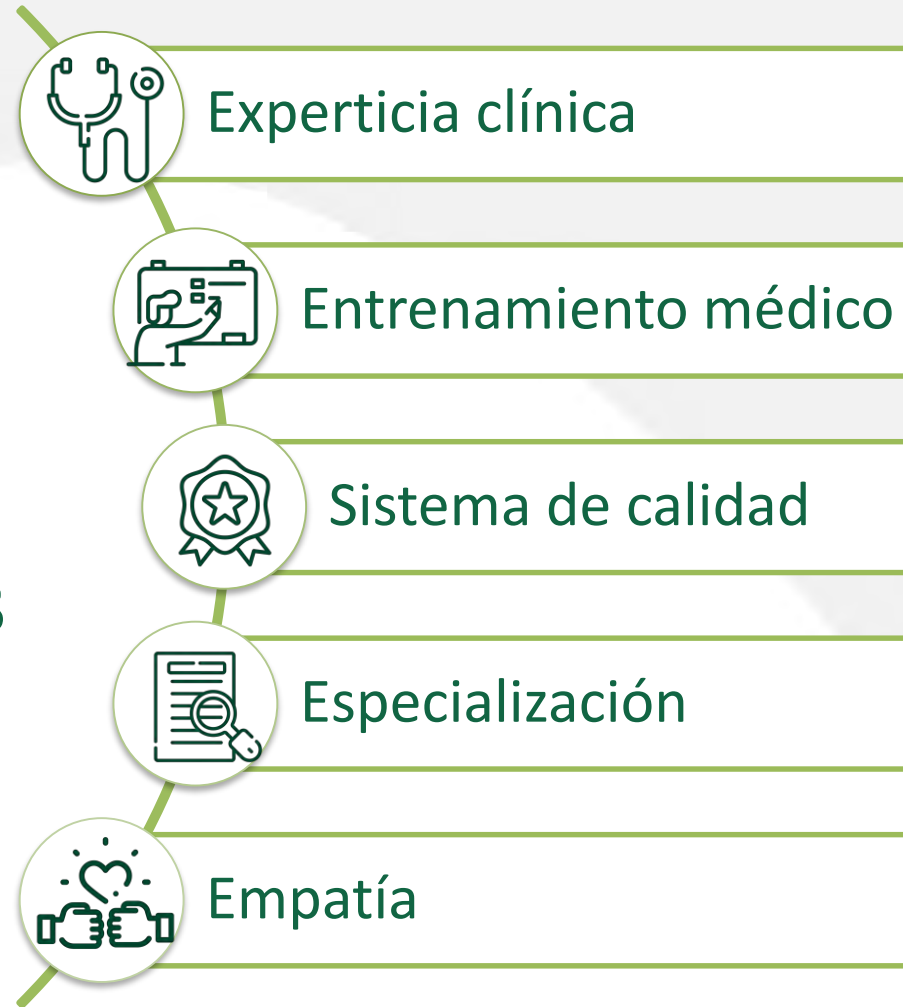 Experticia clínica
Entrenamiento médico
Sistema de calidad
Especialización
Empatía